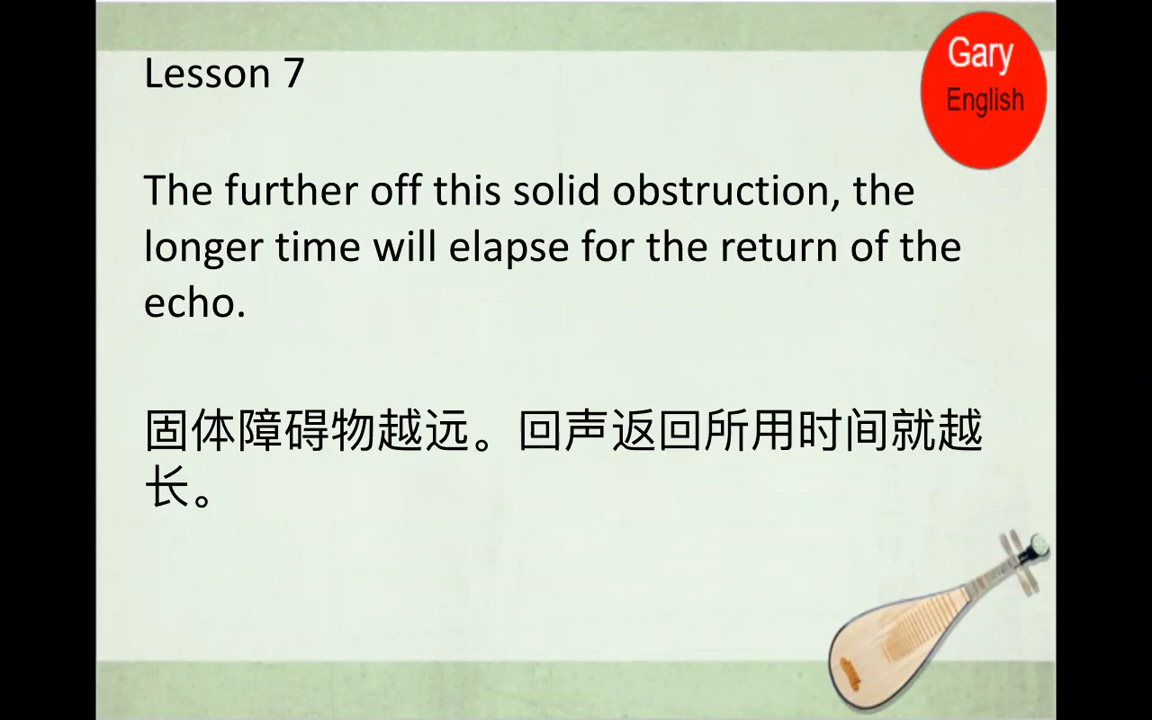 Lesson 7
Gary
English
The further off this solid obstruction, the
longer time will elapse for the return of the
echo.
固体障碍物越远。回声返回所用时间就越
长。